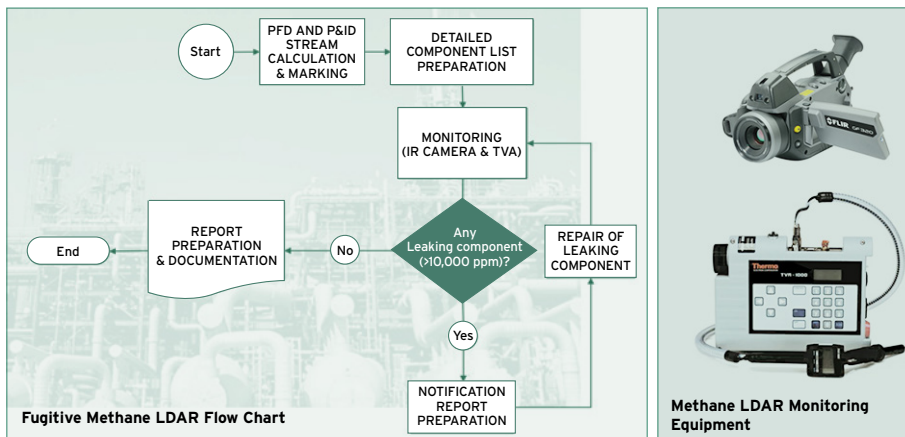 Start
PFD AND P&ID
STREAM
CALCULATION
& MARKING
DETAILED
COMPONENT LIST
PREPARATION
MONITORING
(IR CAMERA & TVA)
Any
Leaking component
(>10,000 ppm)?
No
REPORT
PREPARATION
& DOCUMENTATION
End
Yes
NOTIFICATION
REPORT
PREPARATION
REPAIR OF
LEAKING
COMPONENT
Fugitive Methane LDAR Flow Chart
FLIR
GF320
Thermo
TVA-1000
Methane LDAR Monitoring
Equipment